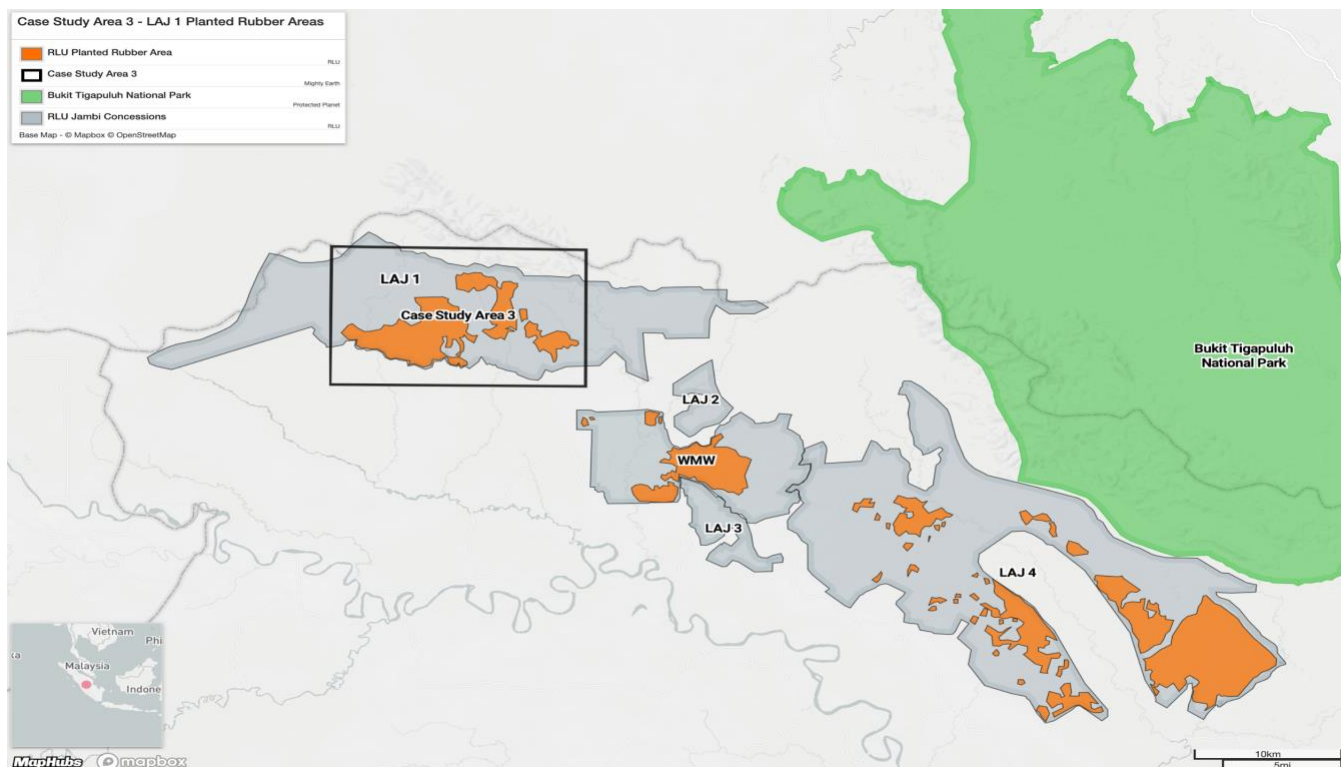 Case Study Area 3 - LAJ 1 Planted Rubber Areas
RLU Planted Rubber Area
RLU
Case Study Area 3
Mighty Earth
Bukit Tigapuluh National Park
Protected Planet
RLU Jambi Concessions
RLU
Base Map - © Mapbox © OpenStreetMap
LAJ 1
Case Study Area 3
Bukit Tigapuluh
National Park
LAJ 2
WMW
LAJ 3
LAJ 4
Vietnam
Phi
Malaysia
Indone
MapHubs
mapbox
10km
5mi